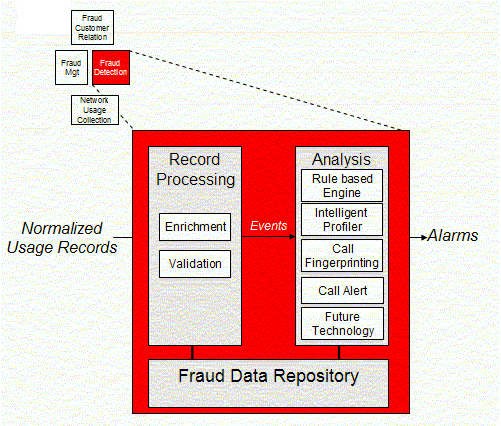 Fraud
Customer
Relation
Fraud
Mgt
Fraud
Detection
Network
Usage
Collection
Record
Processing
Enrichment
Validation
Analysis
Rule based
Engine
Intelligent
Profiler
Call
Fingerprinting
Call Alert
Future
Technology
Normalized
Usage Records
Events
Alarms
Fraud Data Repository